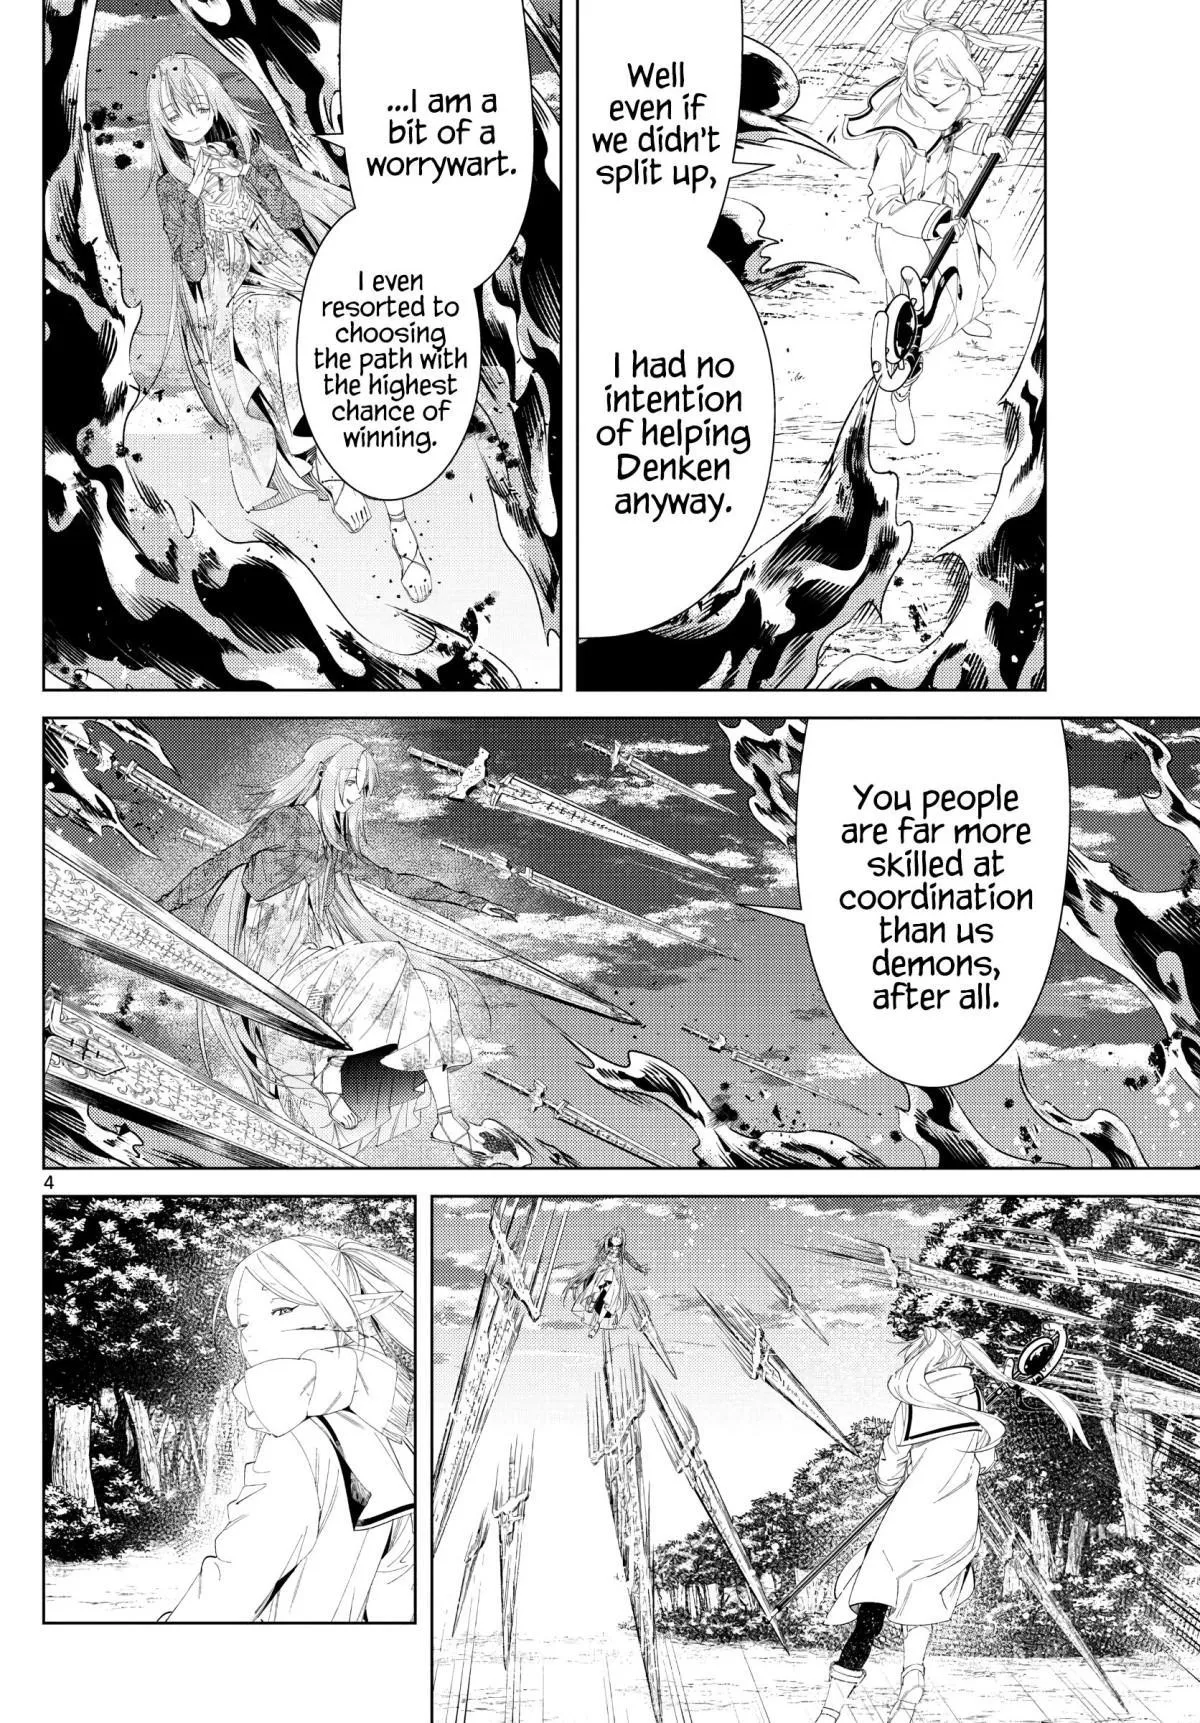 Well
even if
we didn't
split up,
I had no
intention
of helping
Denken
anyway.
...I am a
bit of a
worrywart.
I even
resorted to
choosing
the path with
the highest
chance of
winning.
You people
are far more
skilled at
coordination
than us
demons,
after all.
4